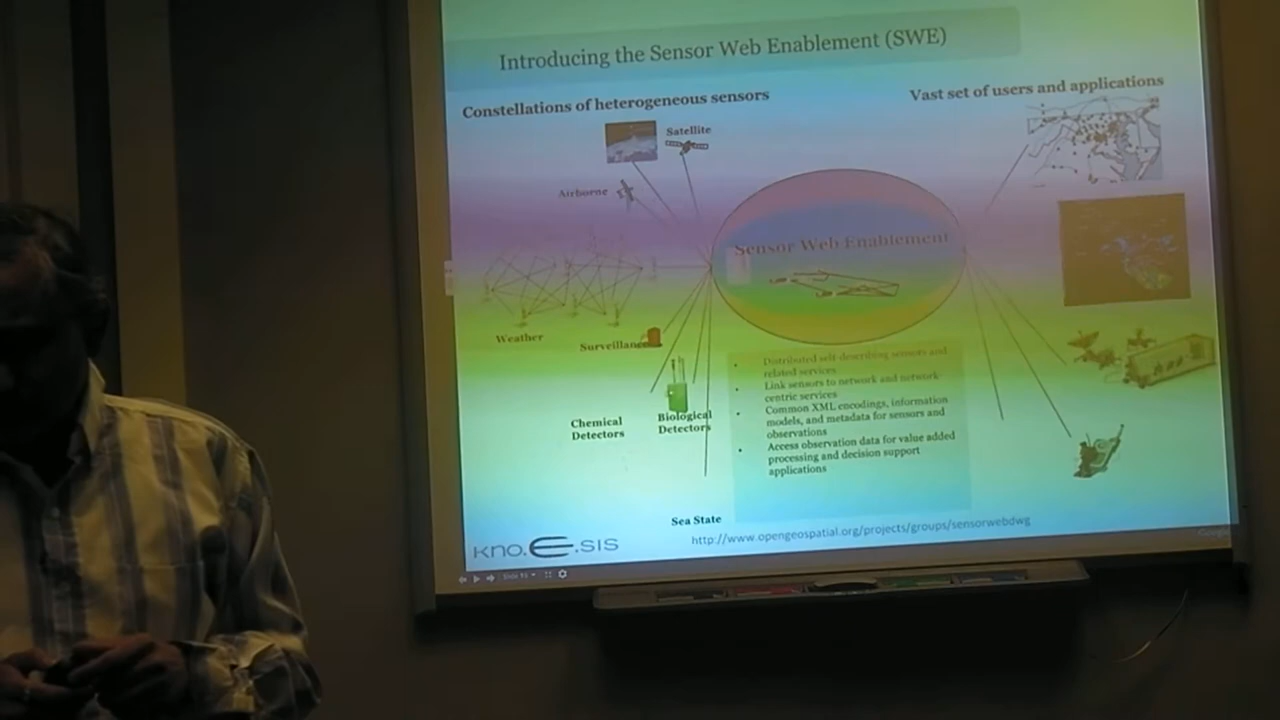 Introducing the Sensor Web Enablement (SWE)
Constellations of heterogeneous sensors
Vast set of users and applications
Satellite
Airborne
Sensor Web Enablement
Weather
Surveillance
Chemical
Detectors
Biological
Detectors
Sea State
• Distributed self-describing sensors and
related services
• Link sensors to network and network-
centric services
• Common XML encodings, information
models, and metadata for sensors and
observations
• Access observation data for value added
processing and decision support
applications
kno.e.sis
http://www.opengeospatial.org/projects/groups/sensorwebdwg
Google